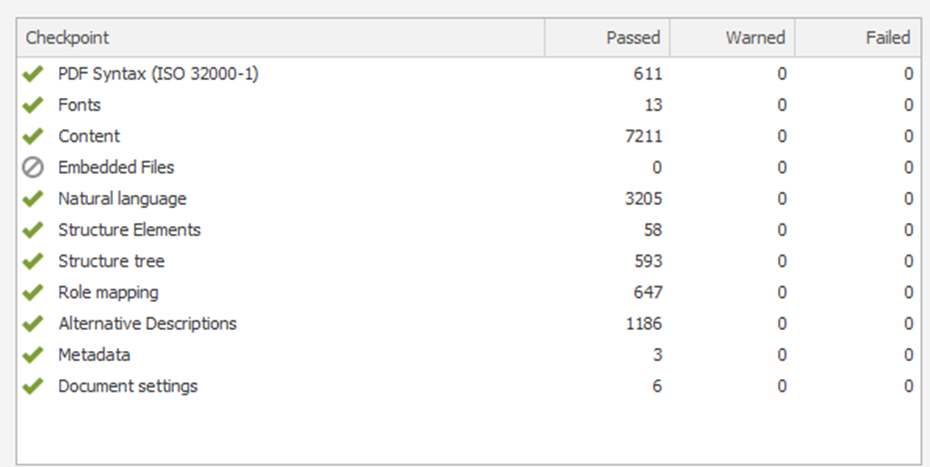 Checkpoint Passed Warned Failed
PDF Syntax (ISO 32000-1) 611 0 0
Fonts 13 0 0
Content 7211 0 0
Embedded Files 0 0 0
Natural language 3205 0 0
Structure Elements 58 0 0
Structure tree 593 0 0
Role mapping 647 0 0
Alternative Descriptions 1186 0 0
Metadata 3 0 0
Document settings 6 0 0